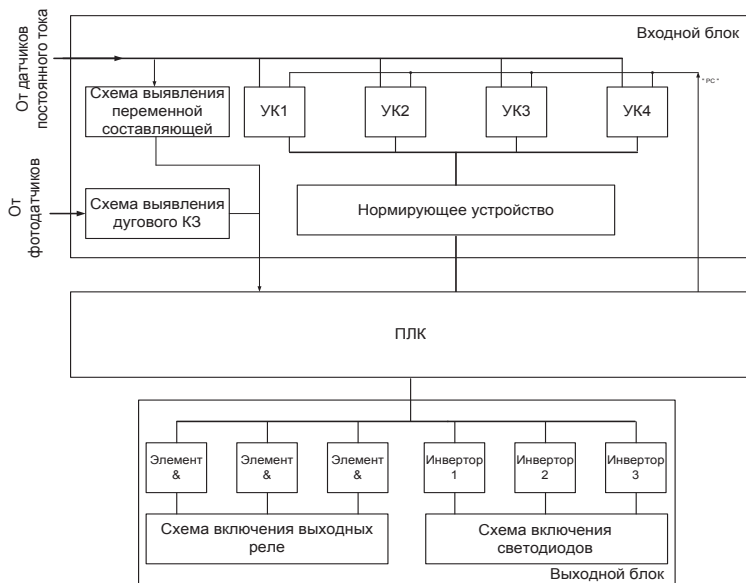 Входной блок
От датчиков
постоянного тока
Схема выявления
переменной
составляющей
УК1
УК2
УК3
УК4
" РС "
От
фотодатчиков
Схема выявления
дугового КЗ
Нормирующее устройство
ПЛК
Элемент
&
Элемент
&
Элемент
&
Инвертор
1
Инвертор
2
Инвертор
3
Схема включения выходных
реле
Схема включения
светодиодов
Выходной блок